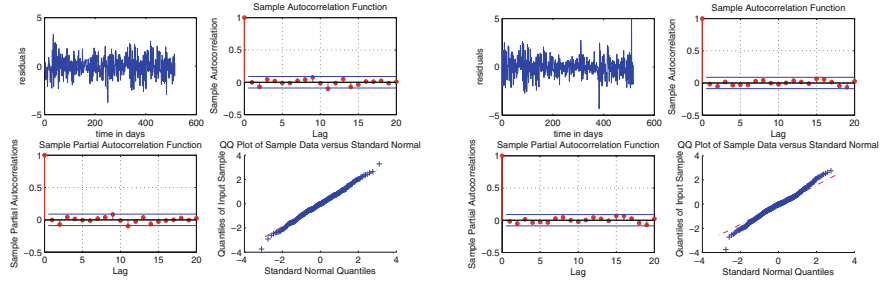 Sample Autocorrelation Function
5
0
−5
residuals
0 200 400 600
time in days
1
0.5
0
−0.5
Sample Autocorrelation
0 5 10 15 20
Lag
Sample Partial Autocorrelation Function
1
0.5
0
−0.5
Sample Partial Autocorrelations
0 5 10 15 20
Lag
QQ Plot of Sample Data versus Standard Normal
4
2
0
−2
−4
Quantiles of Input Sample
−4 −2 0 2 4
Standard Normal Quantiles
Sample Autocorrelation Function
5
0
−5
residuals
0 200 400 600
time in days
1
0.5
0
−0.5
Sample Autocorrelation
0 5 10 15 20
Lag
Sample Partial Autocorrelation Function
1
0.5
0
−0.5
Sample Partial Autocorrelations
0 5 10 15 20
Lag
QQ Plot of Sample Data versus Standard Normal
4
2
0
−2
−4
Quantiles of Input Sample
−4 −2 0 2 4
Standard Normal Quantiles